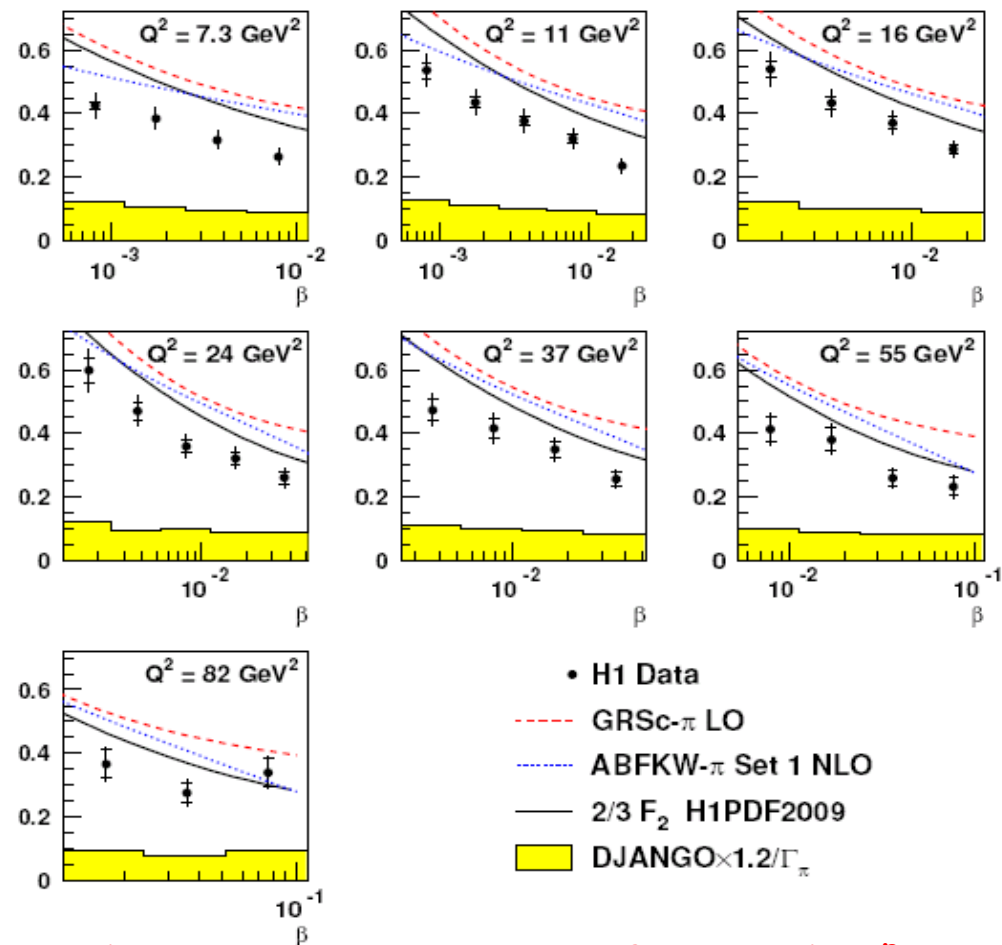 Q² = 7.3 GeV²
Q² = 11 GeV²
Q² = 16 GeV²
0.6
0.4
0.2
0
0.6
0.4
0.2
0
0.6
0.4
0.2
0
10⁻³
10⁻²
10⁻³
10⁻²
10⁻²
β
β
β
Q² = 24 GeV²
Q² = 37 GeV²
Q² = 55 GeV²
0.6
0.4
0.2
0
0.6
0.4
0.2
0
0.6
0.4
0.2
0
10⁻²
10⁻²
10⁻²
10⁻¹
β
β
β
Q² = 82 GeV²
0.6
0.4
0.2
0
10⁻¹
β
H1 Data
GRSc-π LO
ABFKW-π Set 1 NLO
2/3 F₂ H1PDF2009
DJANGO×1.2/Γπ